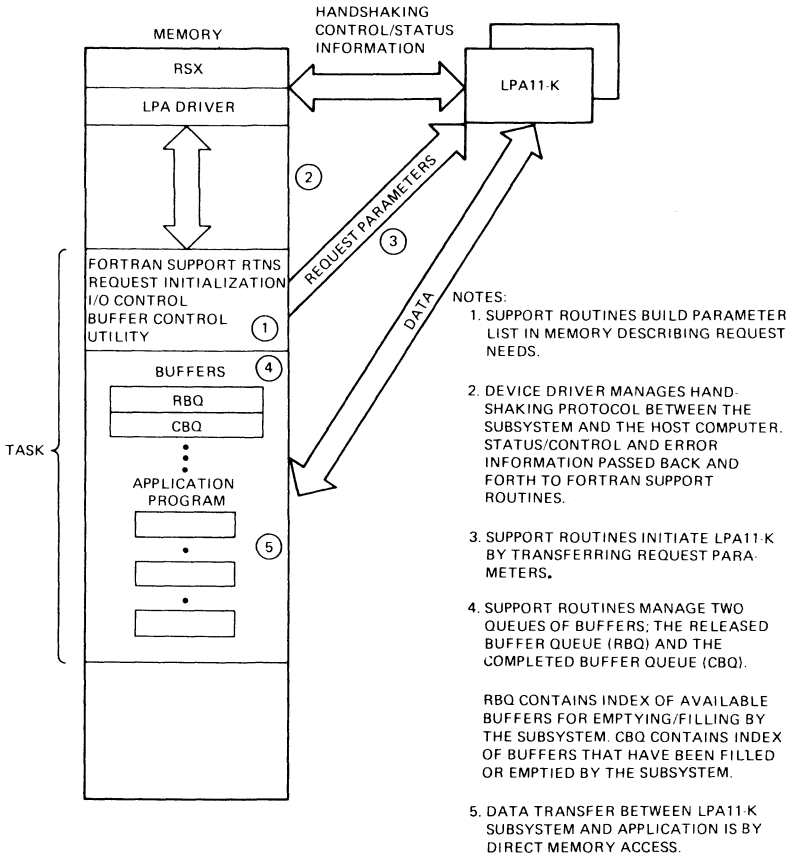 HANDSHAKING
CONTROL/STATUS
INFORMATION
MEMORY
RSX
LPA11-K
LPA DRIVER
2
REQUEST PARAMETERS
3
FORTRAN SUPPORT RTNS
REQUEST INITIALIZATION
I/O CONTROL
BUFFER CONTROL
UTILITY
1
DATA
BUFFERS
4
RBQ
CBQ
TASK
APPLICATION
PROGRAM
5
NOTES:
1. SUPPORT ROUTINES BUILD PARAMETER
LIST IN MEMORY DESCRIBING REQUEST
NEEDS.
2. DEVICE DRIVER MANAGES HAND-
SHAKING PROTOCOL BETWEEN THE
SUBSYSTEM AND THE HOST COMPUTER.
STATUS/CONTROL AND ERROR
INFORMATION PASSED BACK AND
FORTH TO FORTRAN SUPPORT
ROUTINES.
3. SUPPORT ROUTINES INITIATE LPA11-K
BY TRANSFERRING REQUEST PARA-
METERS.
4. SUPPORT ROUTINES MANAGE TWO
QUEUES OF BUFFERS; THE RELEASED
BUFFER QUEUE (RBQ) AND THE
COMPLETED BUFFER QUEUE (CBQ).
RBQ CONTAINS INDEX OF AVAILABLE
BUFFERS FOR EMPTYING/FILLING BY
THE SUBSYSTEM. CBQ CONTAINS INDEX
OF BUFFERS THAT HAVE BEEN FILLED
OR EMPTIED BY THE SUBSYSTEM.
5. DATA TRANSFER BETWEEN LPA11-K
SUBSYSTEM AND APPLICATION IS BY
DIRECT MEMORY ACCESS.